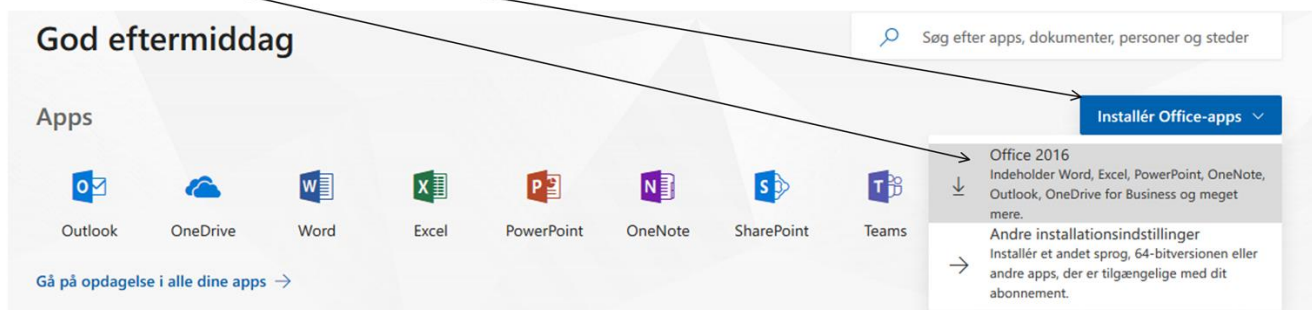 God eftermiddag
Søg efter apps, dokumenter, personer og steder
Apps
Installér Office-apps
Office 2016
Indeholder Word, Excel, PowerPoint, OneNote,
Outlook, OneDrive for Business og meget
mere.
Outlook
OneDrive
Word
Excel
PowerPoint
OneNote
SharePoint
Teams
Andre installationsindstillinger
Installér et andet sprog, 64-bitversionen eller
andre apps, der er tilgængelige med dit
abonnement.
Gå på opdagelse i alle dine apps